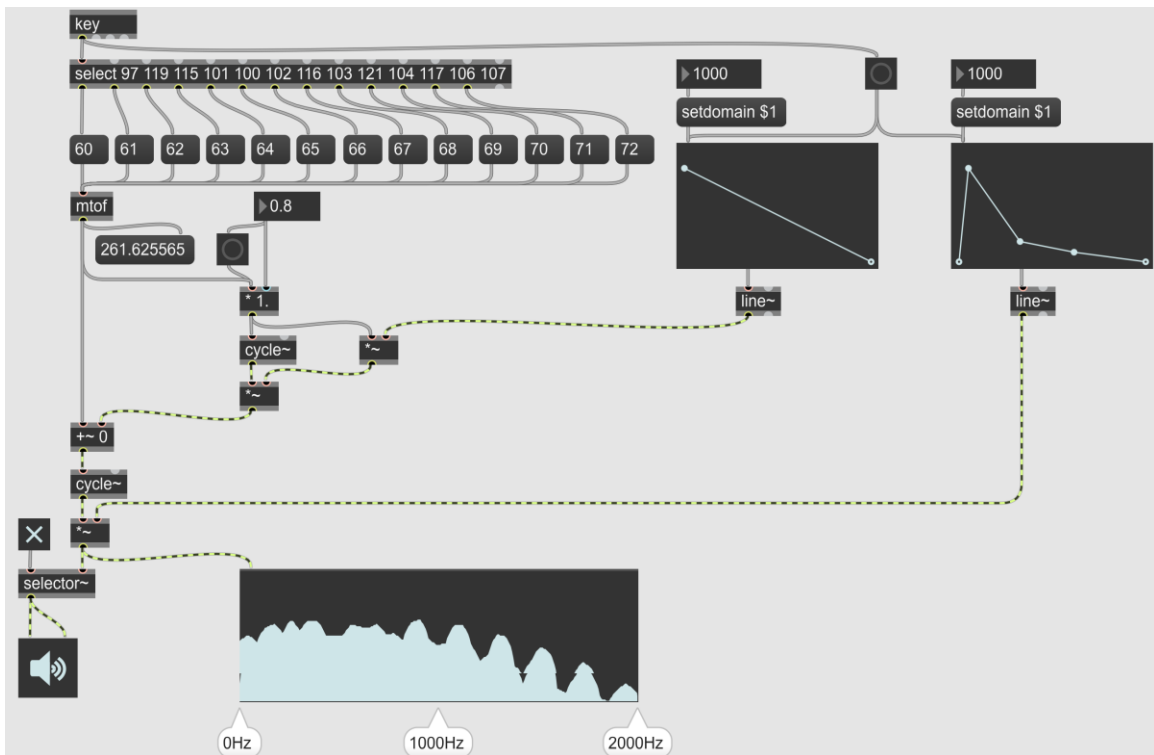 key
select 97 119 115 101 100 102 116 103 121 104 117 106 107
1000
1000
setdomain $1
setdomain $1
60
61
62
63
64
65
66
67
68
69
70
71
72
mtof
0.8
261.625565
* 1.
line~
line~
cycle~
*~
*~
+~ 0
cycle~
*~
selector~
0Hz
1000Hz
2000Hz